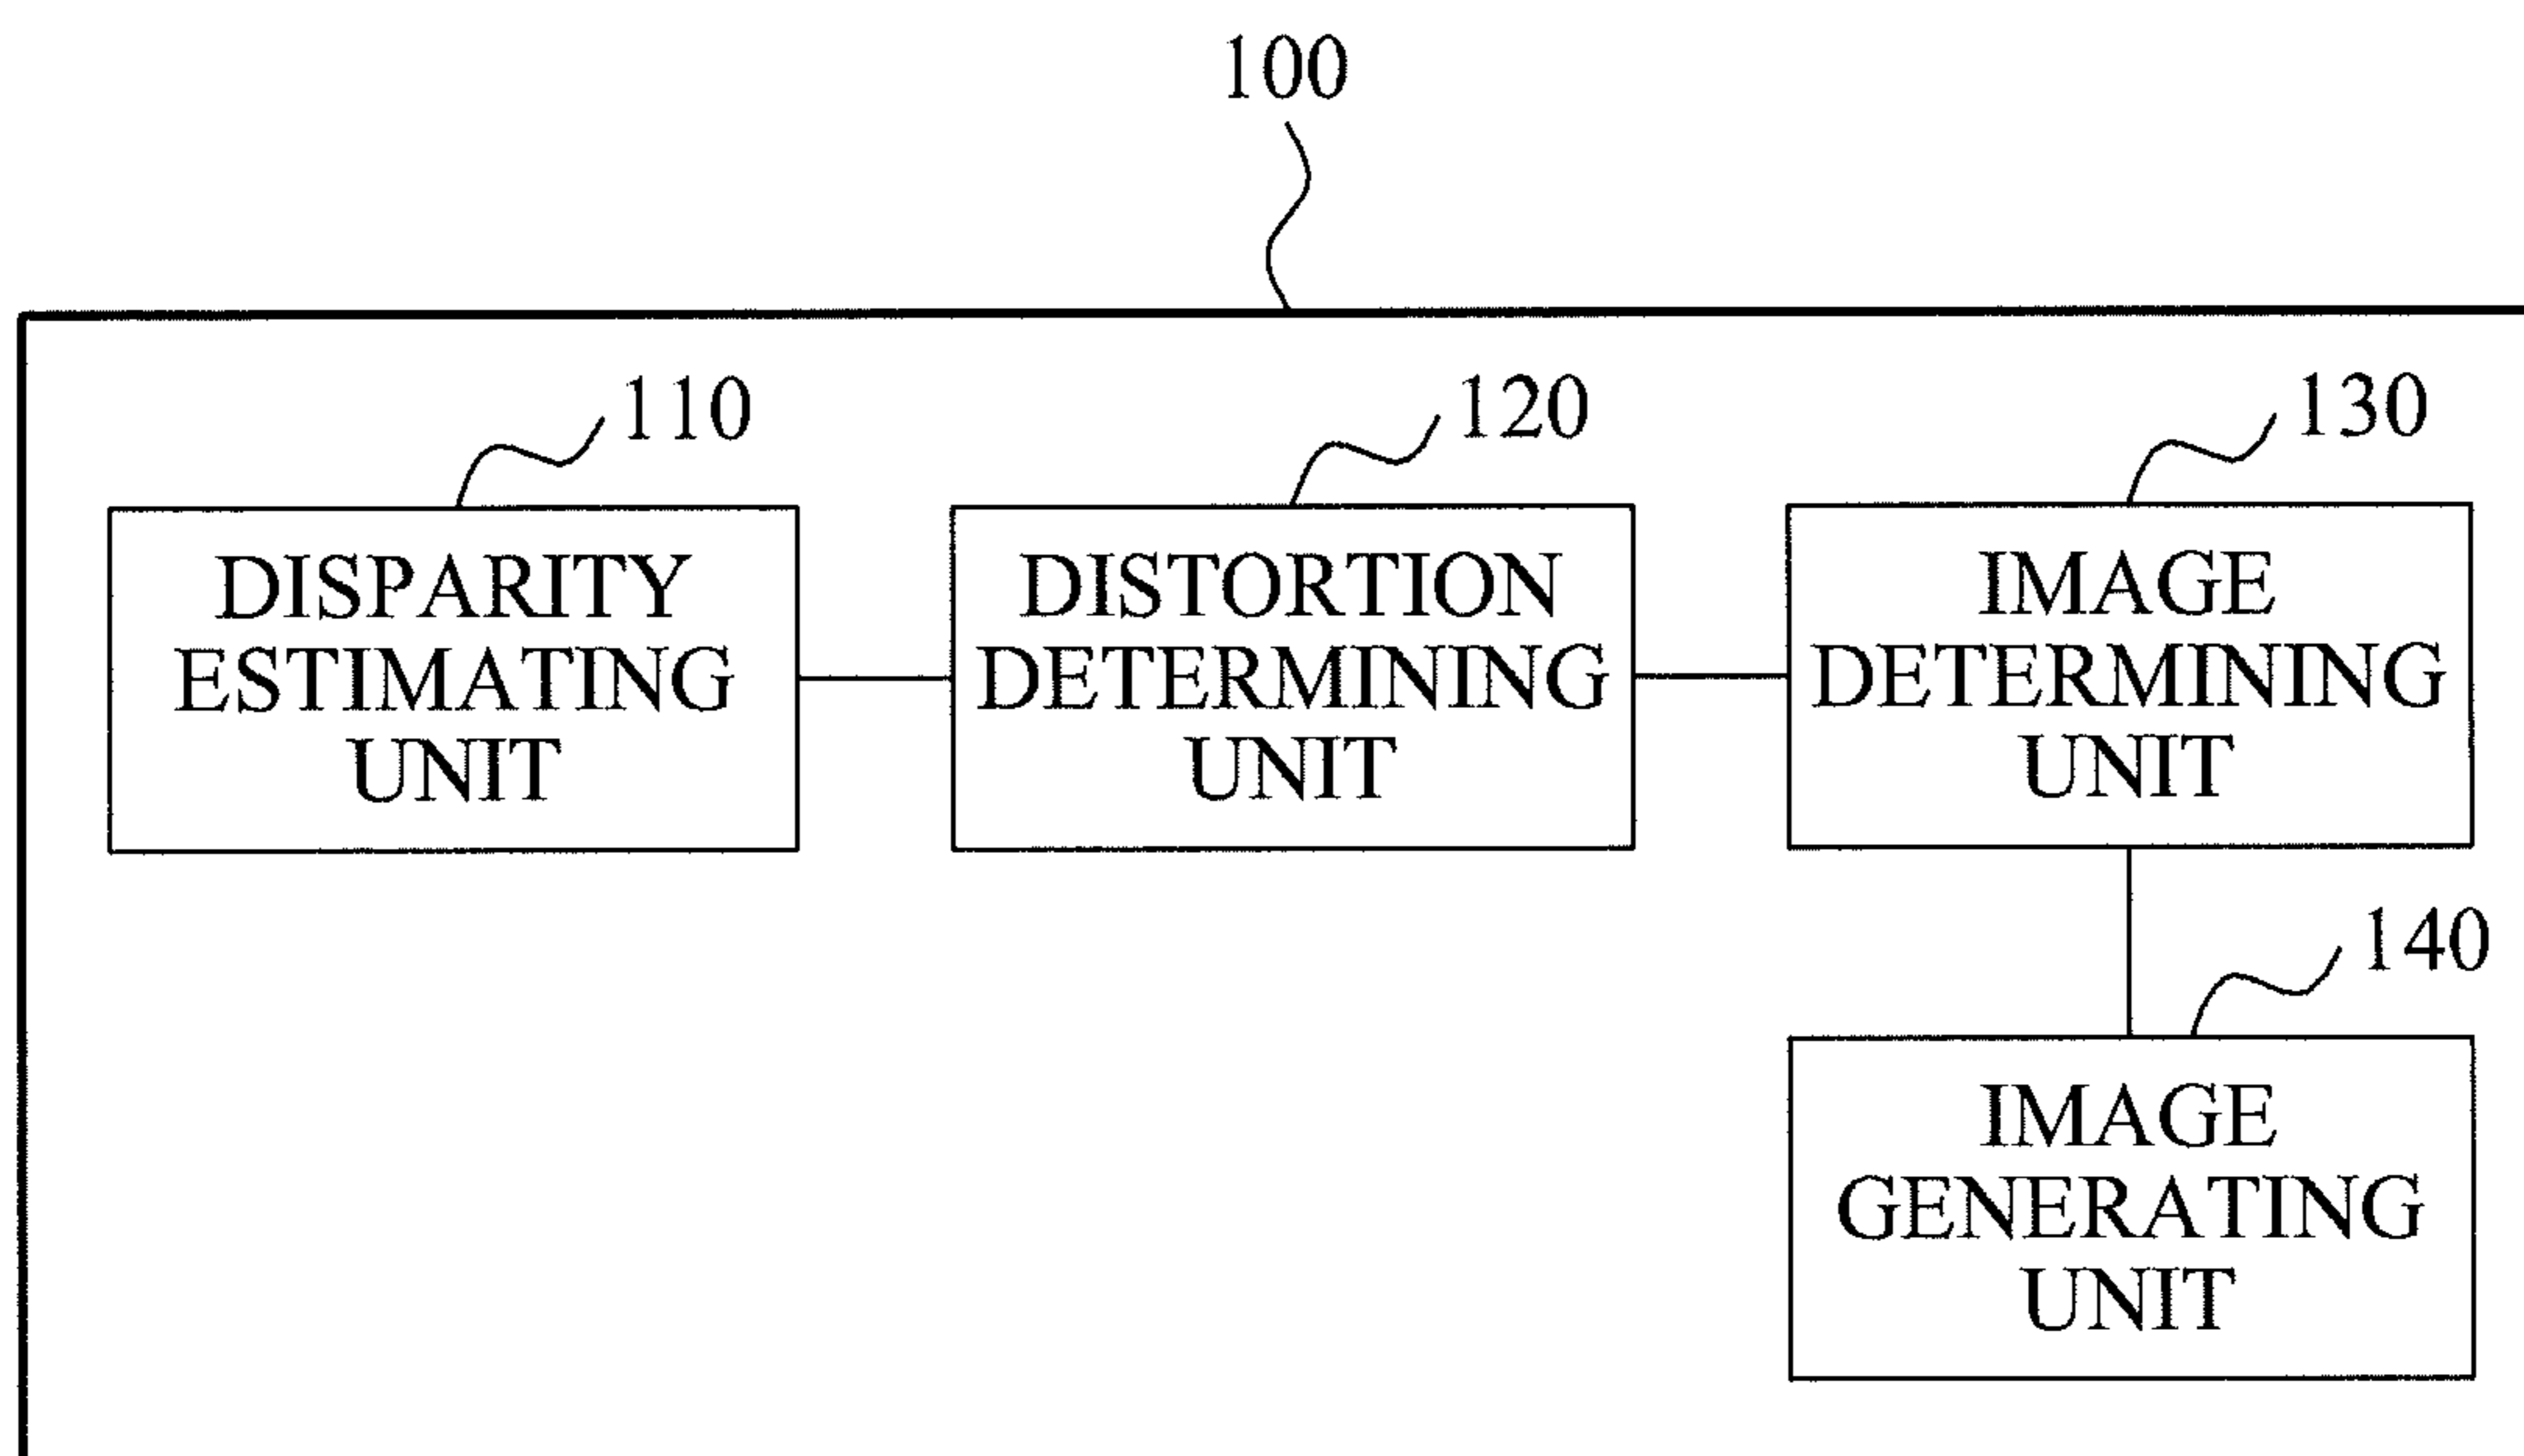 100
110
120
130
DISPARITY
ESTIMATING
UNIT
DISTORTION
DETERMINING
UNIT
IMAGE
DETERMINING
UNIT
140
IMAGE
GENERATING
UNIT